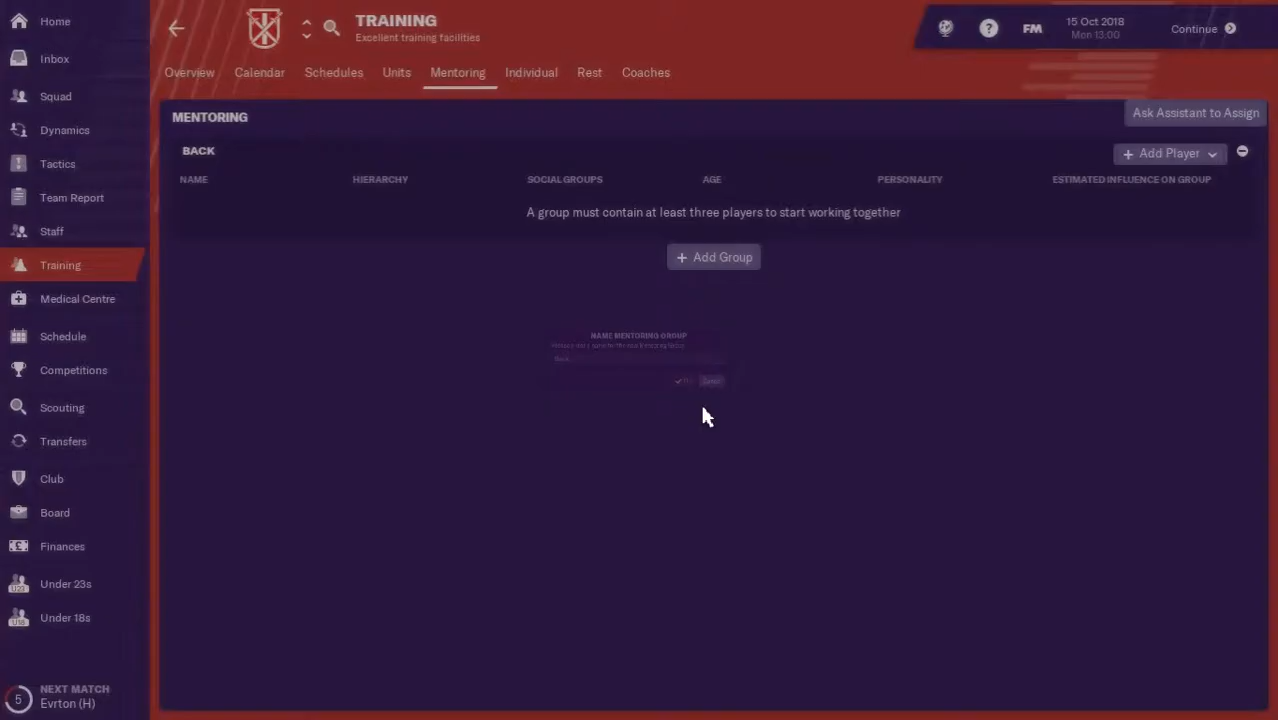 Home
Inbox
Squad
Dynamics
Tactics
Team Report
Staff
Training
Medical Centre
Schedule
Competitions
Scouting
Transfers
Club
Board
Finances
U23
Under 23s
U18
Under 18s
5
NEXT MATCH
Evrton (H)
TRAINING
Excellent training facilities
FM
15 Oct 2018
Mon 13:00
Continue
Overview
Calendar
Schedules
Units
Mentoring
Individual
Rest
Coaches
MENTORING
Ask Assistant to Assign
BACK
Add Player
NAME
HIERARCHY
SOCIAL GROUPS
AGE
PERSONALITY
ESTIMATED INFLUENCE ON GROUP
A group must contain at least three players to start working together
Add Group
NAME MENTORING GROUP
Back